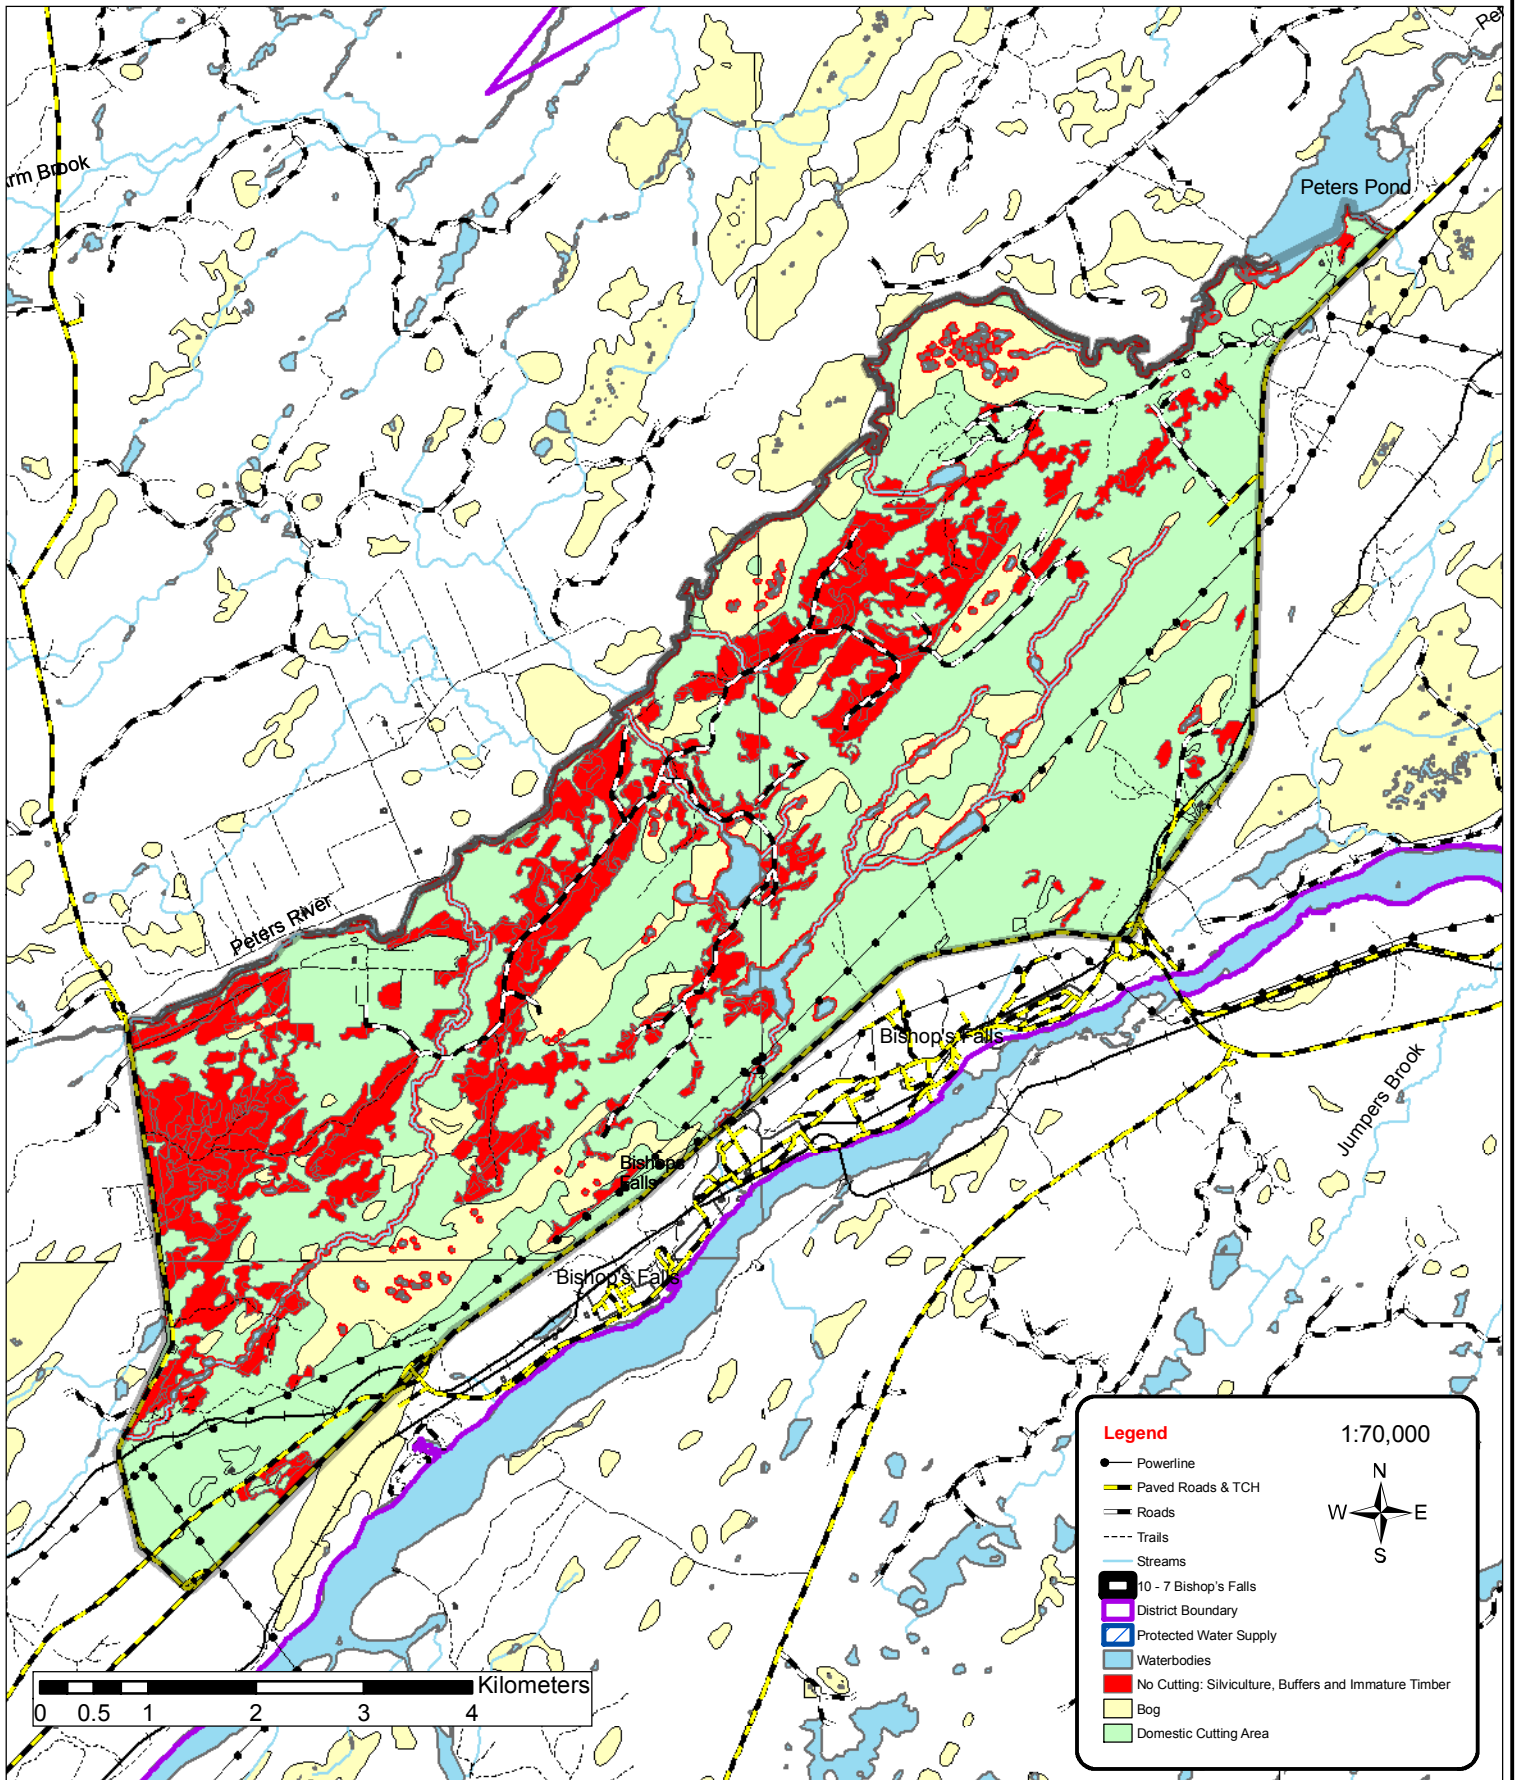 Peters Pond
rm Brook
Peters River
Bishop's Falls
Jumpers Brook
Bishops
Falls
Bishop's Falls
Legend
1:70,000
N
W E
S
Powerline
Paved Roads & TCH
Roads
Trails
Streams
10 - 7 Bishop's Falls
District Boundary
Protected Water Supply
Waterbodies
No Cutting: Silviculture, Buffers and Immature Timber
Bog
Domestic Cutting Area
Kilometers
0 0.5 1 2 3 4